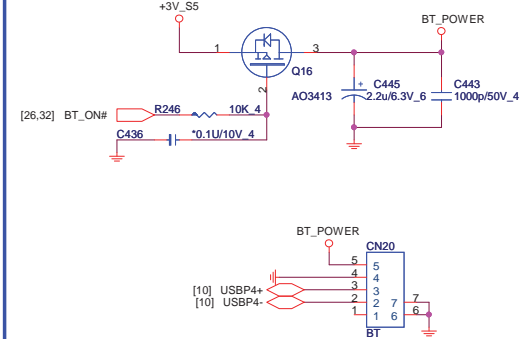 +3V_S5
BT_POWER
1
3
Q16
2
AO3413
+
C445
2.2u/6.3V_6
C443
1000p/50V_4
[26,32] BT_ON#
R246
10K_4
C436
*0.1U/10V_4
BT_POWER
CN20
5
5
4
4
[10] USBP4+
3
3
[10] USBP4-
2
2
7
7
1
1
6
6
BT